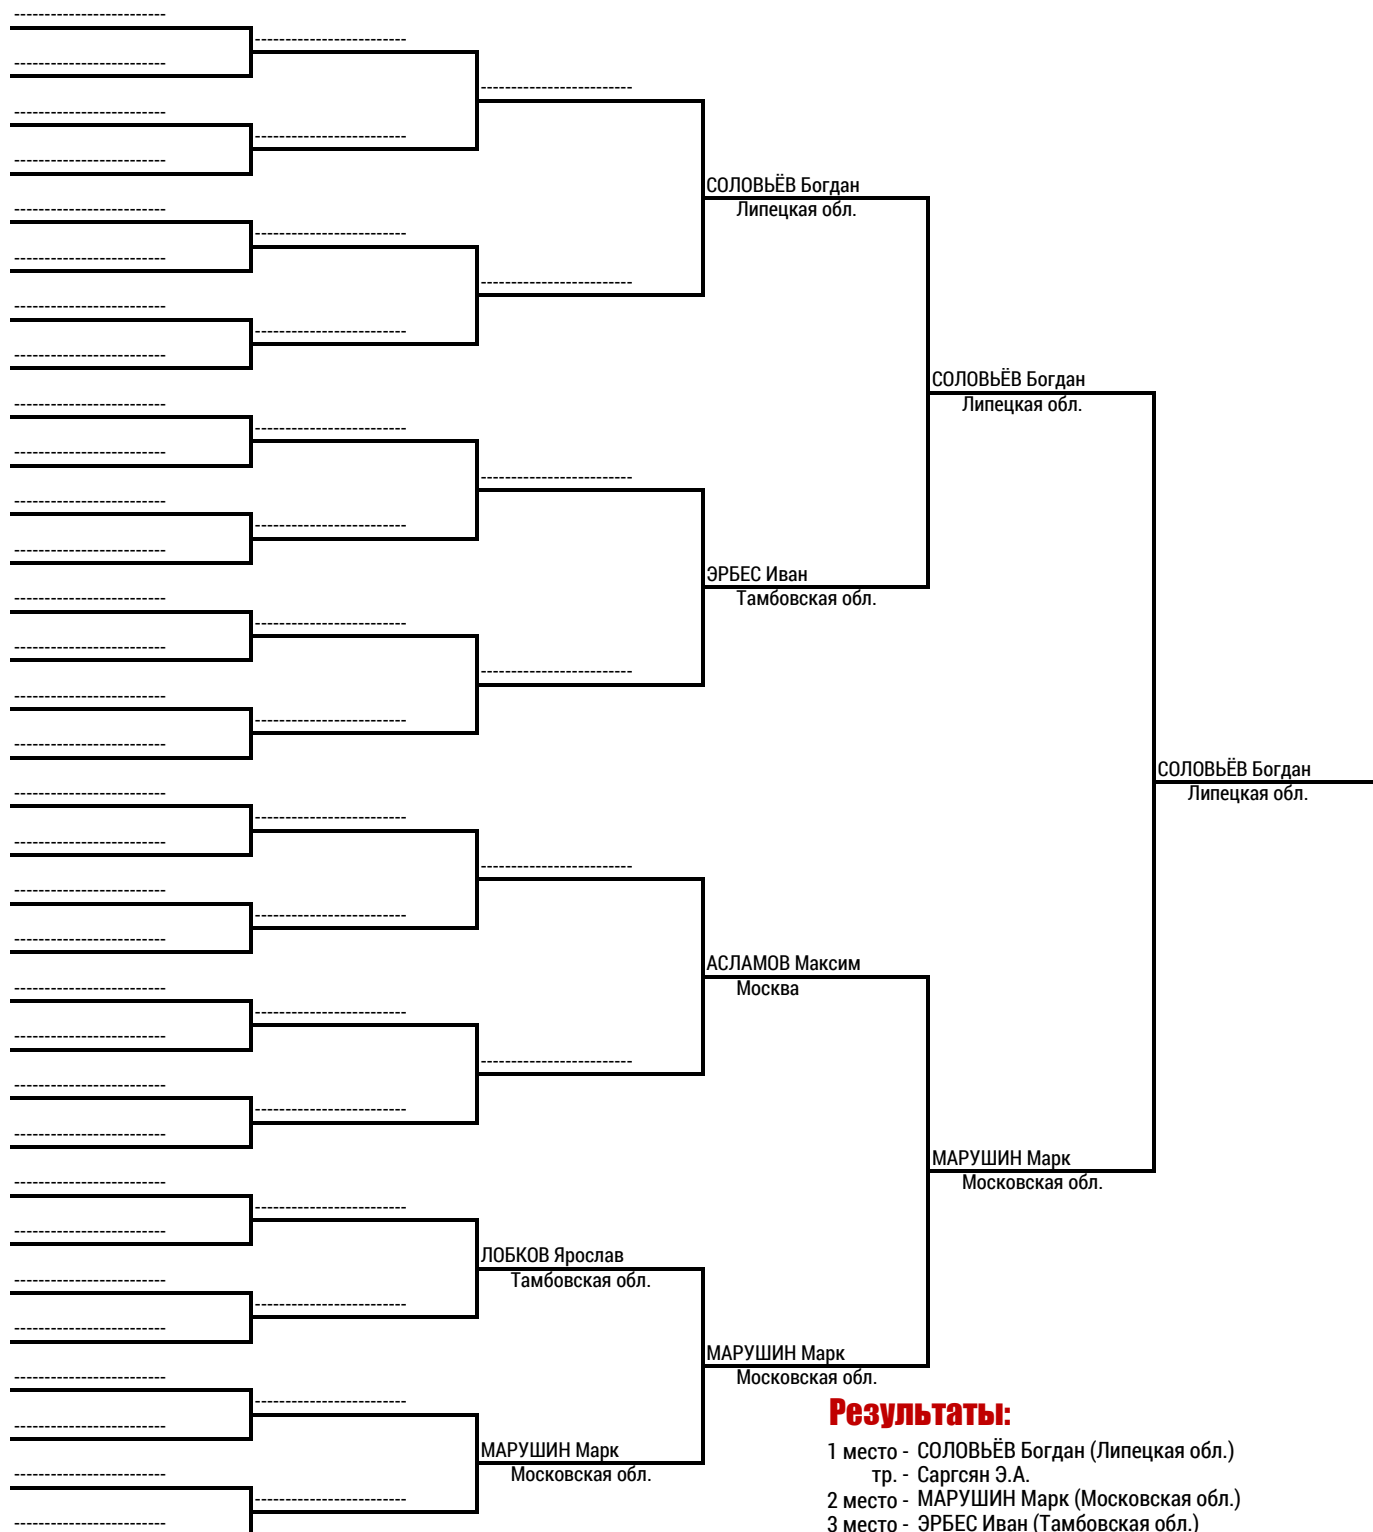 СОЛОВЬЁВ Богдан
Липецкая обл.
СОЛОВЬЁВ Богдан
Липецкая обл.
ЭРБЕС Иван
Тамбовская обл.
СОЛОВЬЁВ Богдан
Липецкая обл.
АСЛАМОВ Максим
Москва
МАРУШИН Марк
Московская обл.
ЛОБКОВ Ярослав
Тамбовская обл.
МАРУШИН Марк
Московская обл.
МАРУШИН Марк
Московская обл.
Результаты:
1 место - СОЛОВЬЁВ Богдан (Липецкая обл.)
тр. - Саргсян Э.А.
2 место - МАРУШИН Марк (Московская обл.)
3 место - ЭРБЕС Иван (Тамбовская обл.)